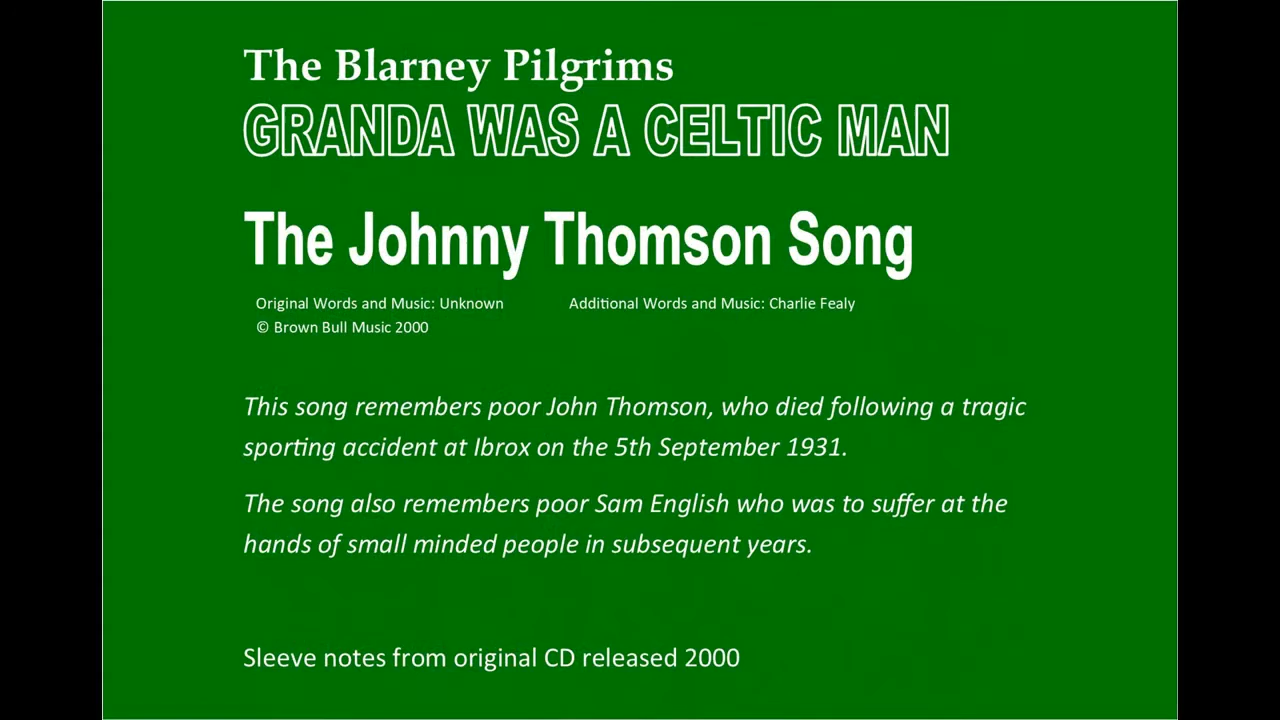 The Blarney Pilgrims
GRANDA WAS A CELTIC MAN
The Johnny Thomson Song
Original Words and Music: Unknown Additional Words and Music: Charlie Fealy
© Brown Bull Music 2000
This song remembers poor John Thomson, who died following a tragic
sporting accident at Ibrox on the 5th September 1931.
The song also remembers poor Sam English who was to suffer at the
hands of small minded people in subsequent years.
Sleeve notes from original CD released 2000